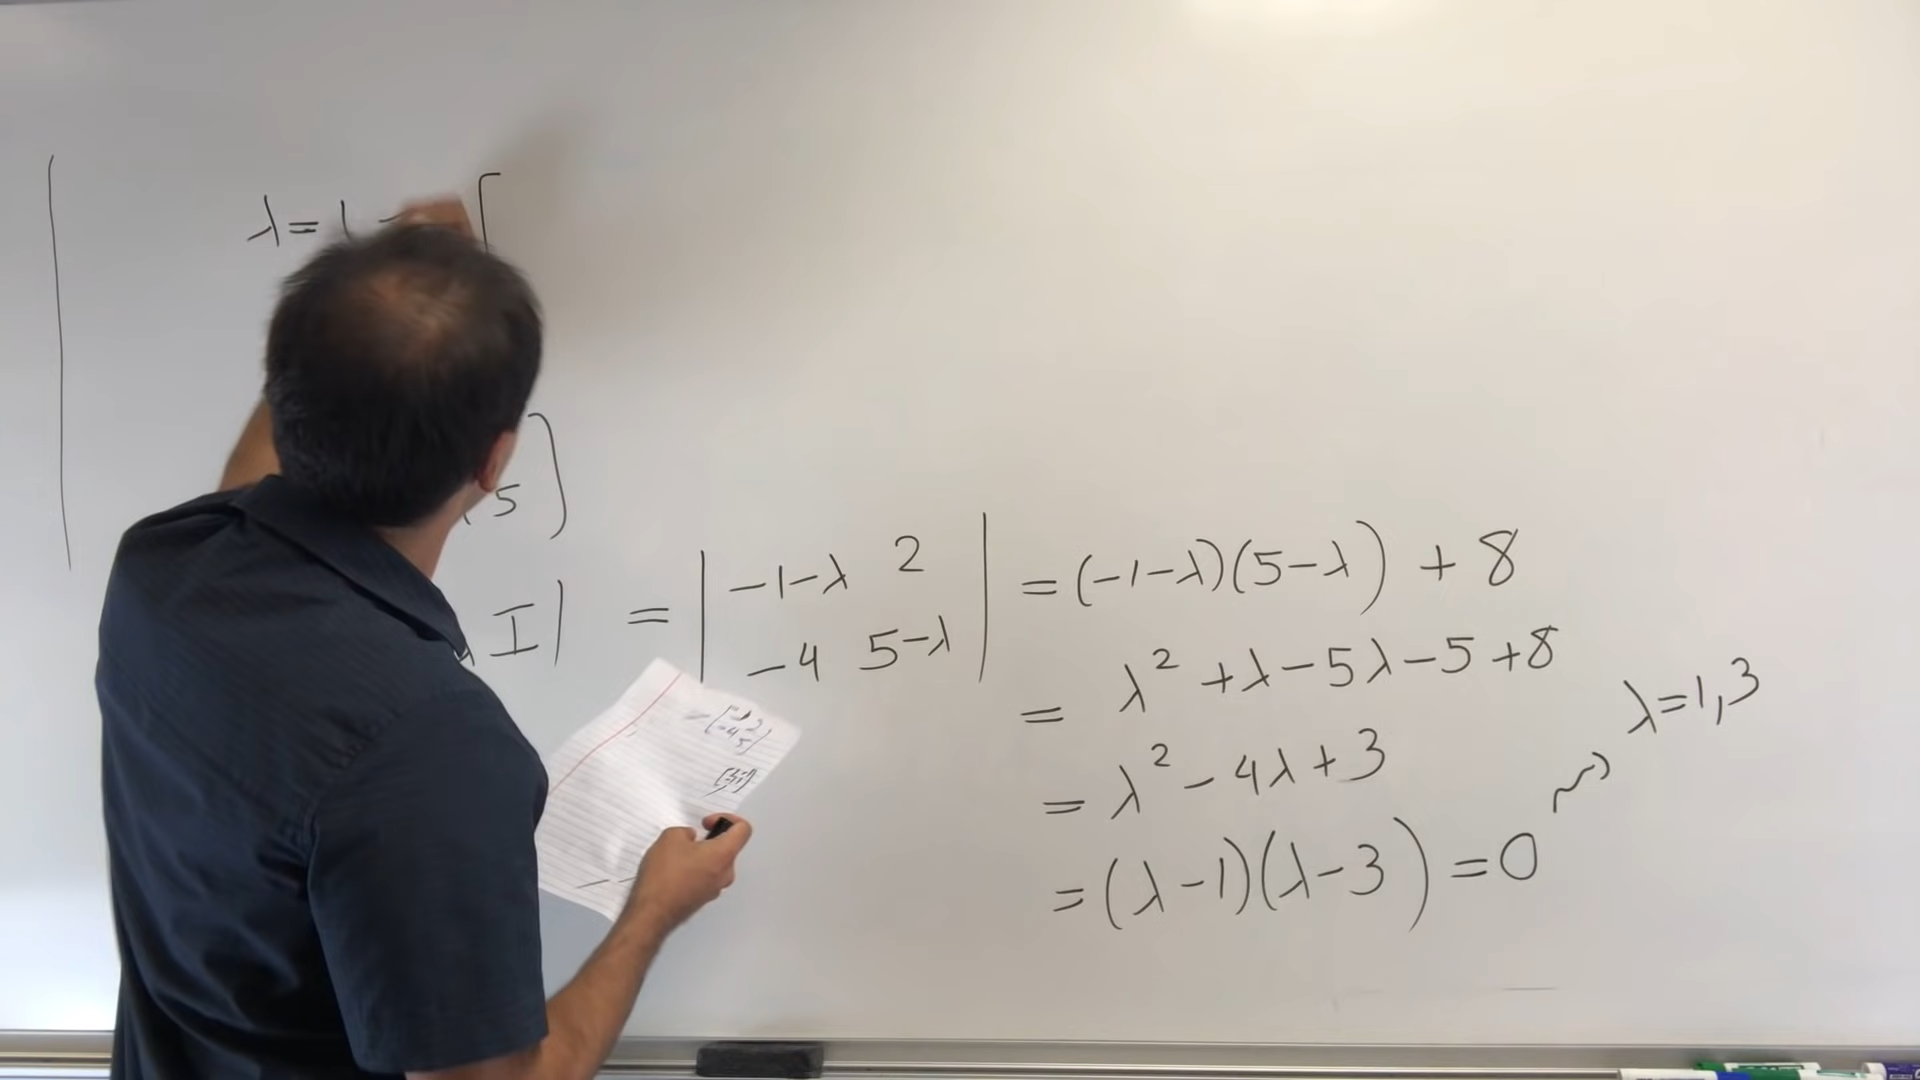 λ=1
5
I| = | -1-λ 2 | = (-1-λ)(5-λ) + 8
-4 5-λ
= λ² +λ-5λ-5+8
= λ² - 4λ+3
= (λ-1)(λ-3) = 0
λ=1,3